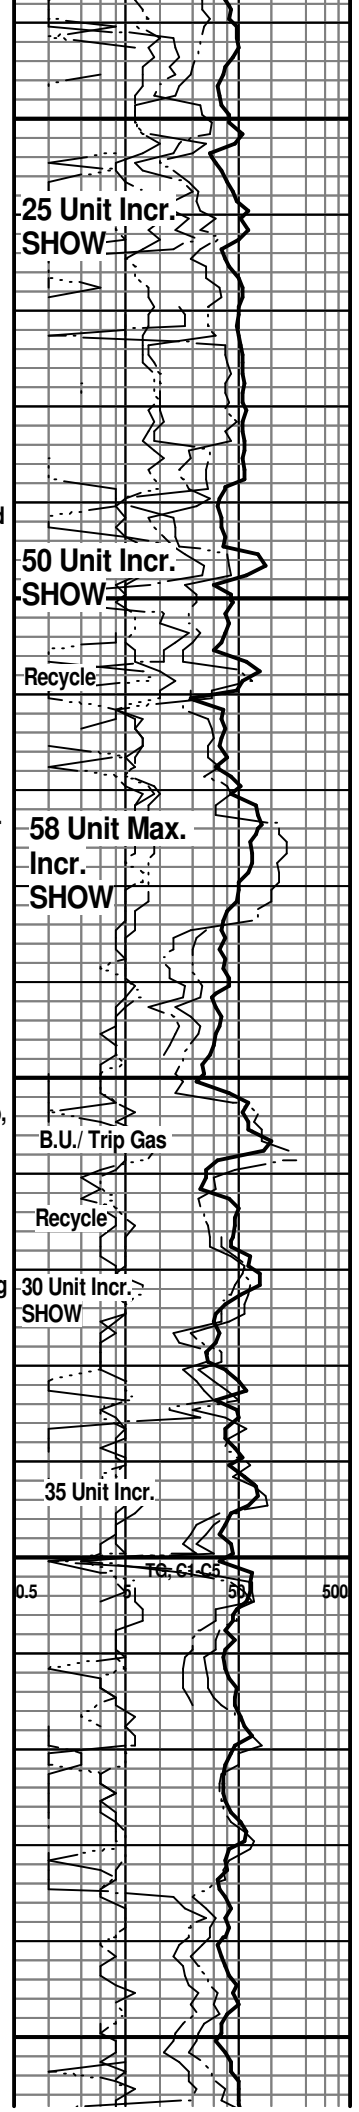 25 Unit Incr.
SHOW
d
50 Unit Incr.
SHOW
Recycle
58 Unit Max.
Incr.
SHOW
),
B.U./ Trip Gas
Recycle
g
30 Unit Incr.
SHOW
35 Unit Incr.
TG, C1-C5
0.5 5 50 500